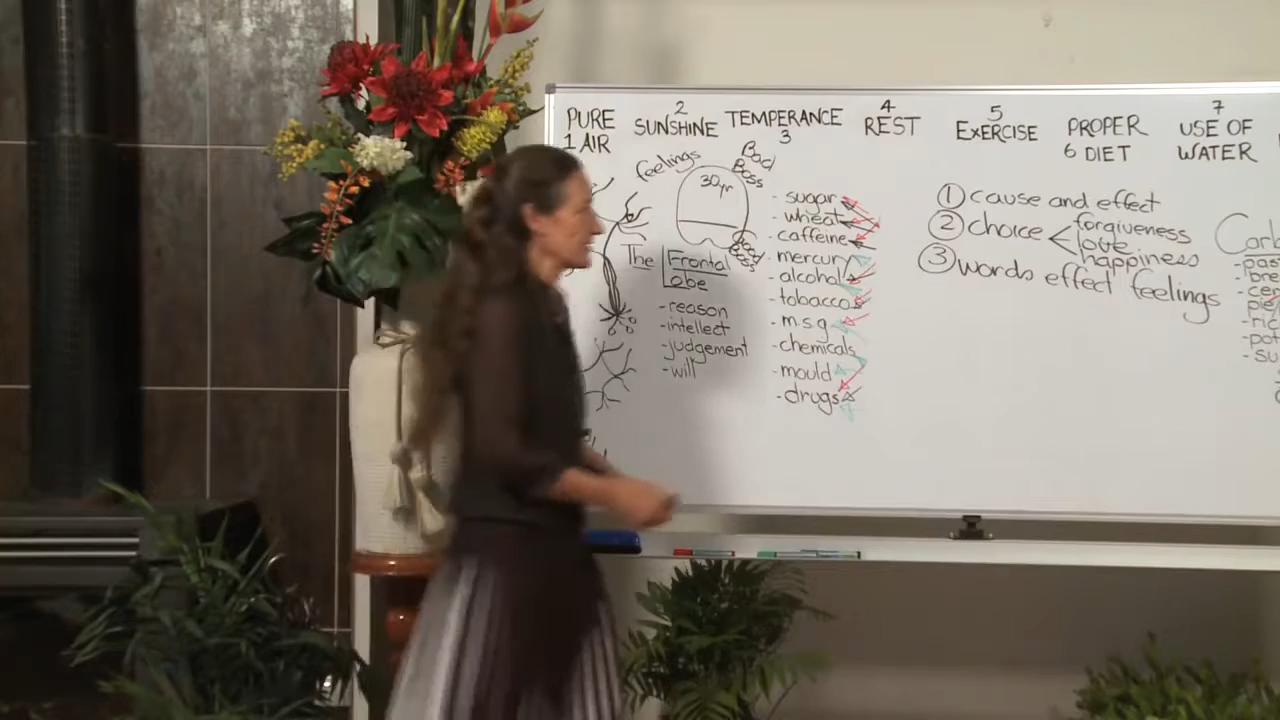 PURE
1 AIR
2
SUNSHINE
TEMPERANCE
3
4
REST
5
EXERCISE
PROPER
6 DIET
7
USE OF
WATER
feelings
Bad
Boss
30yr
Good
Boss
The Frontal
lobe
-reason
-intellect
-judgement
-will
- sugar
- wheat
- caffeine
- mercury
- alcohol
- tobacco
- m.s.g
- chemicals
- mould
- drugs
① cause and effect
② choice < forgiveness
love
happiness
③ words effect feelings